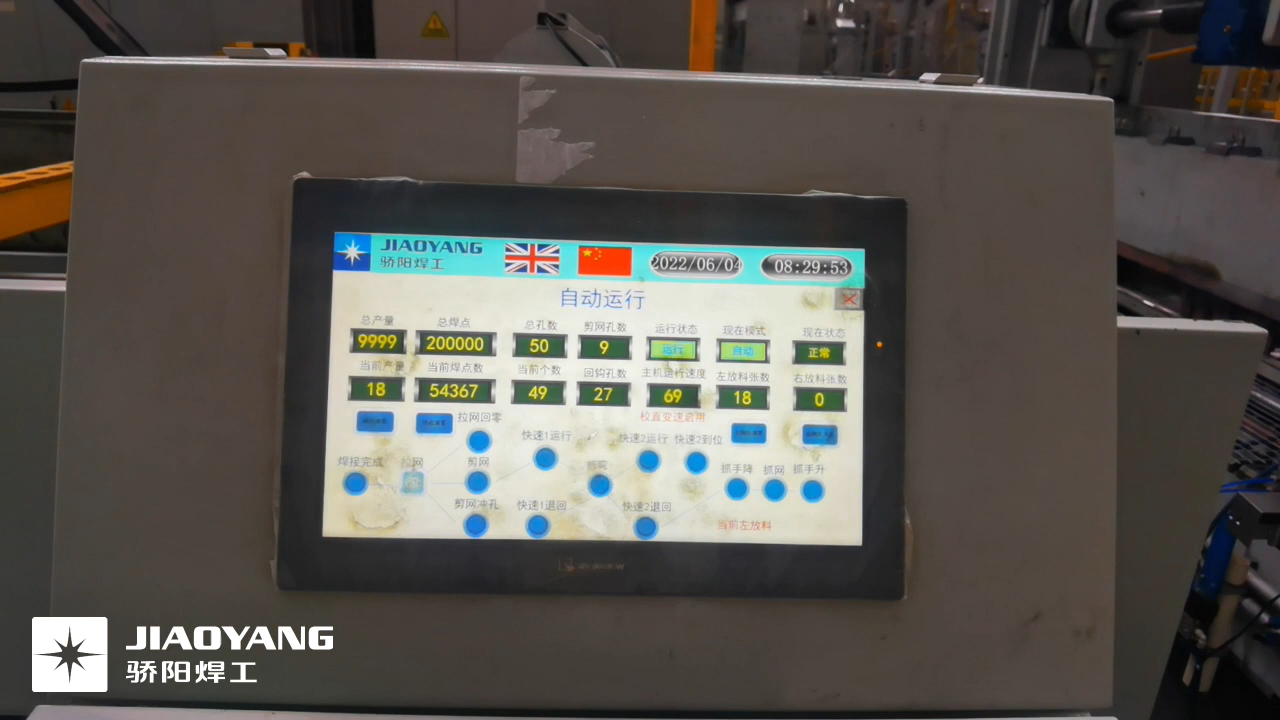 JIAOYANG
骄阳焊工
2022/06/04
08:29:53
自动运行
总产量 总焊点 总孔数 剪网孔数 运行状态 现在模式 现在状态
9999 200000 50 9 运行 自动 正常
当前产量 当前焊点数 当前个数 回钩孔数 主机运行速度 左放料张数 右放料张数
18 54367 49 27 69 18 0
校直变速启用
拉网回零
快速1运行 快速2运行 快速2到位
焊接完成 拉网 剪网
抓手降 抓网 抓手升
剪网冲孔 快速1退回 快速2退回
当前左放料
JIAOYANG
骄阳焊工